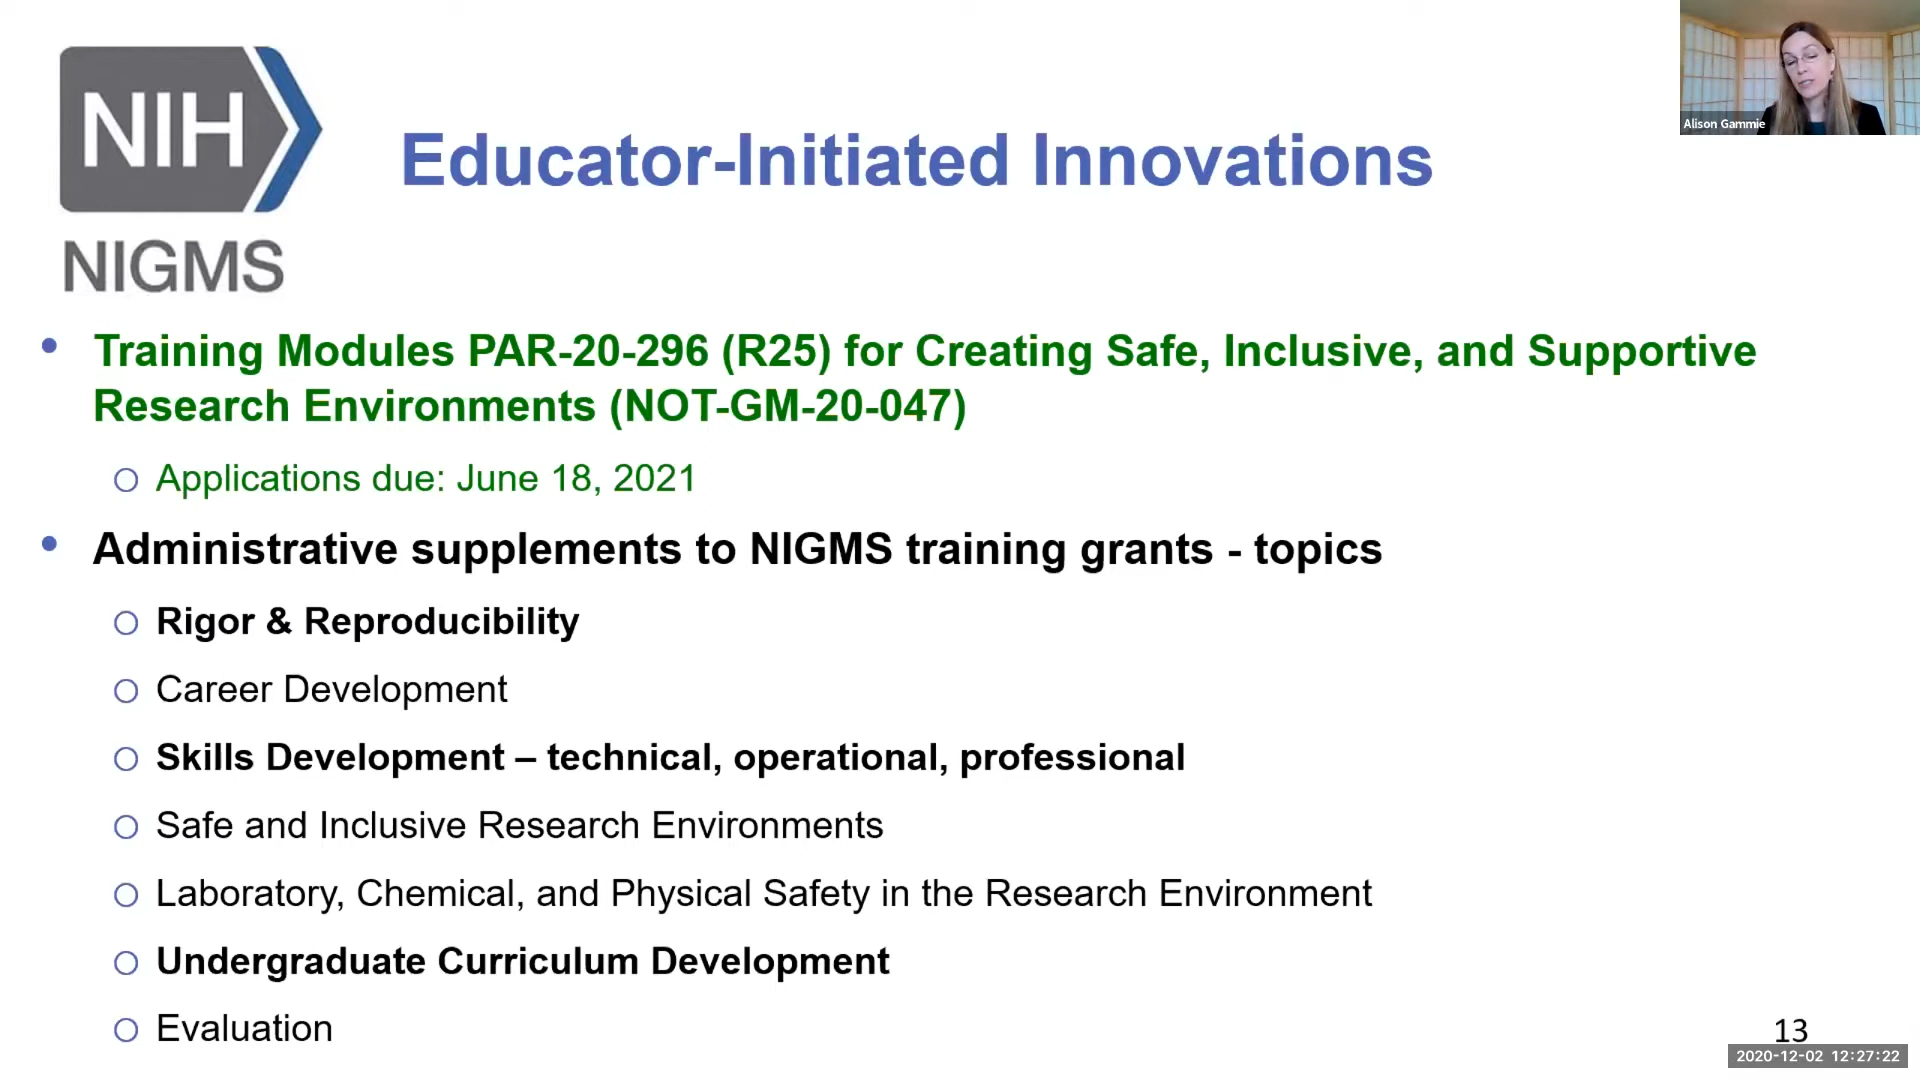 NIH
NIGMS
Educator-Initiated Innovations
Alison Gammie
• Training Modules PAR-20-296 (R25) for Creating Safe, Inclusive, and Supportive
Research Environments (NOT-GM-20-047)
○ Applications due: June 18, 2021
• Administrative supplements to NIGMS training grants - topics
○ Rigor & Reproducibility
○ Career Development
○ Skills Development – technical, operational, professional
○ Safe and Inclusive Research Environments
○ Laboratory, Chemical, and Physical Safety in the Research Environment
○ Undergraduate Curriculum Development
○ Evaluation
13
2020-12-02 12:27:22